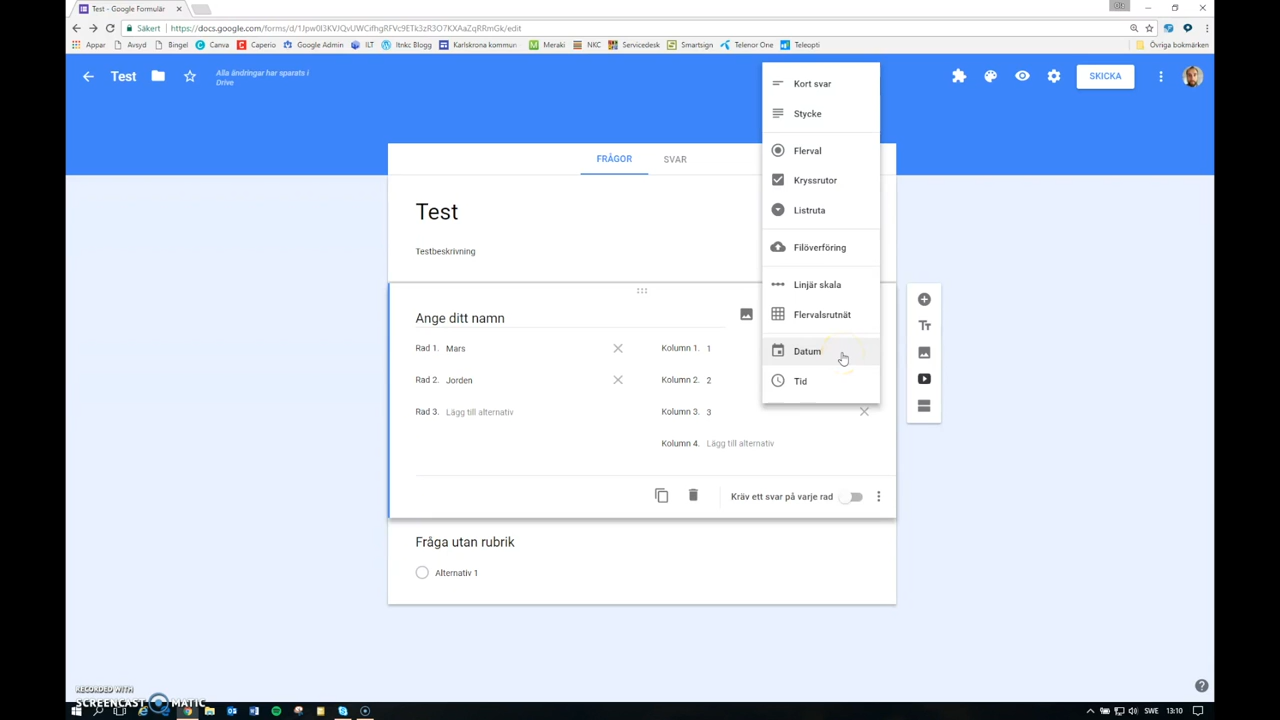 Test - Google Formulär
Säkert
https://docs.google.com/forms/d/1Jpw0I3KVJQvUWCifhgRFVc9ETk3zR3O7KXAaZqRRmGk/edit
Appar Avsyd Bingel Canva Caperio Google Admin ILT Itnkc Blogg Karlskrona kommun Meraki NKC Servicedesk Smartsign Telenor One Teleopti Övriga bokmärken
Test
Alla ändringar har sparats i
Drive
SKICKA
FRÅGOR SVAR
Test
Testbeskrivning
Ange ditt namn
Rad 1. Mars
Kolumn 1. 1
Rad 2. Jorden
Kolumn 2. 2
Rad 3. Lägg till alternativ
Kolumn 3. 3
Kolumn 4. Lägg till alternativ
Kräv ett svar på varje rad
Kort svar
Stycke
Flerval
Kryssrutor
Listruta
Filöverföring
Linjär skala
Flervalsrutnät
Datum
Tid
Fråga utan rubrik
Alternativ 1
RECORDED WITH
SCREENCAST MATIC
SWE 13:10